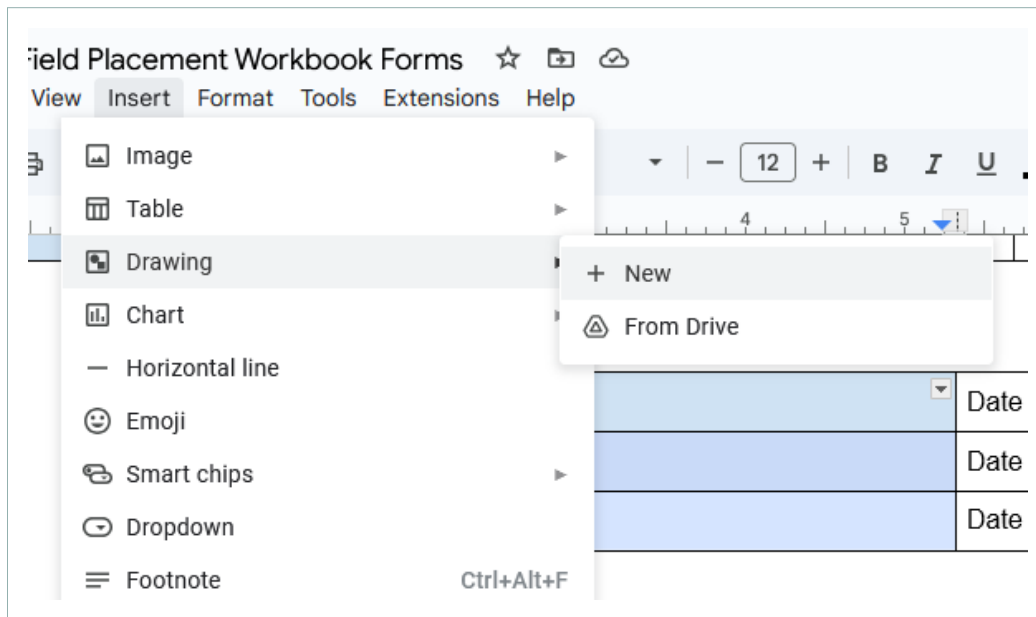 Field Placement Workbook Forms
View Insert Format Tools Extensions Help
Image
12 B I U
Table
4 5
Drawing
New
Chart
From Drive
Horizontal line
Date
Emoji
Date
Smart chips
Date
Dropdown
Footnote Ctrl+Alt+F